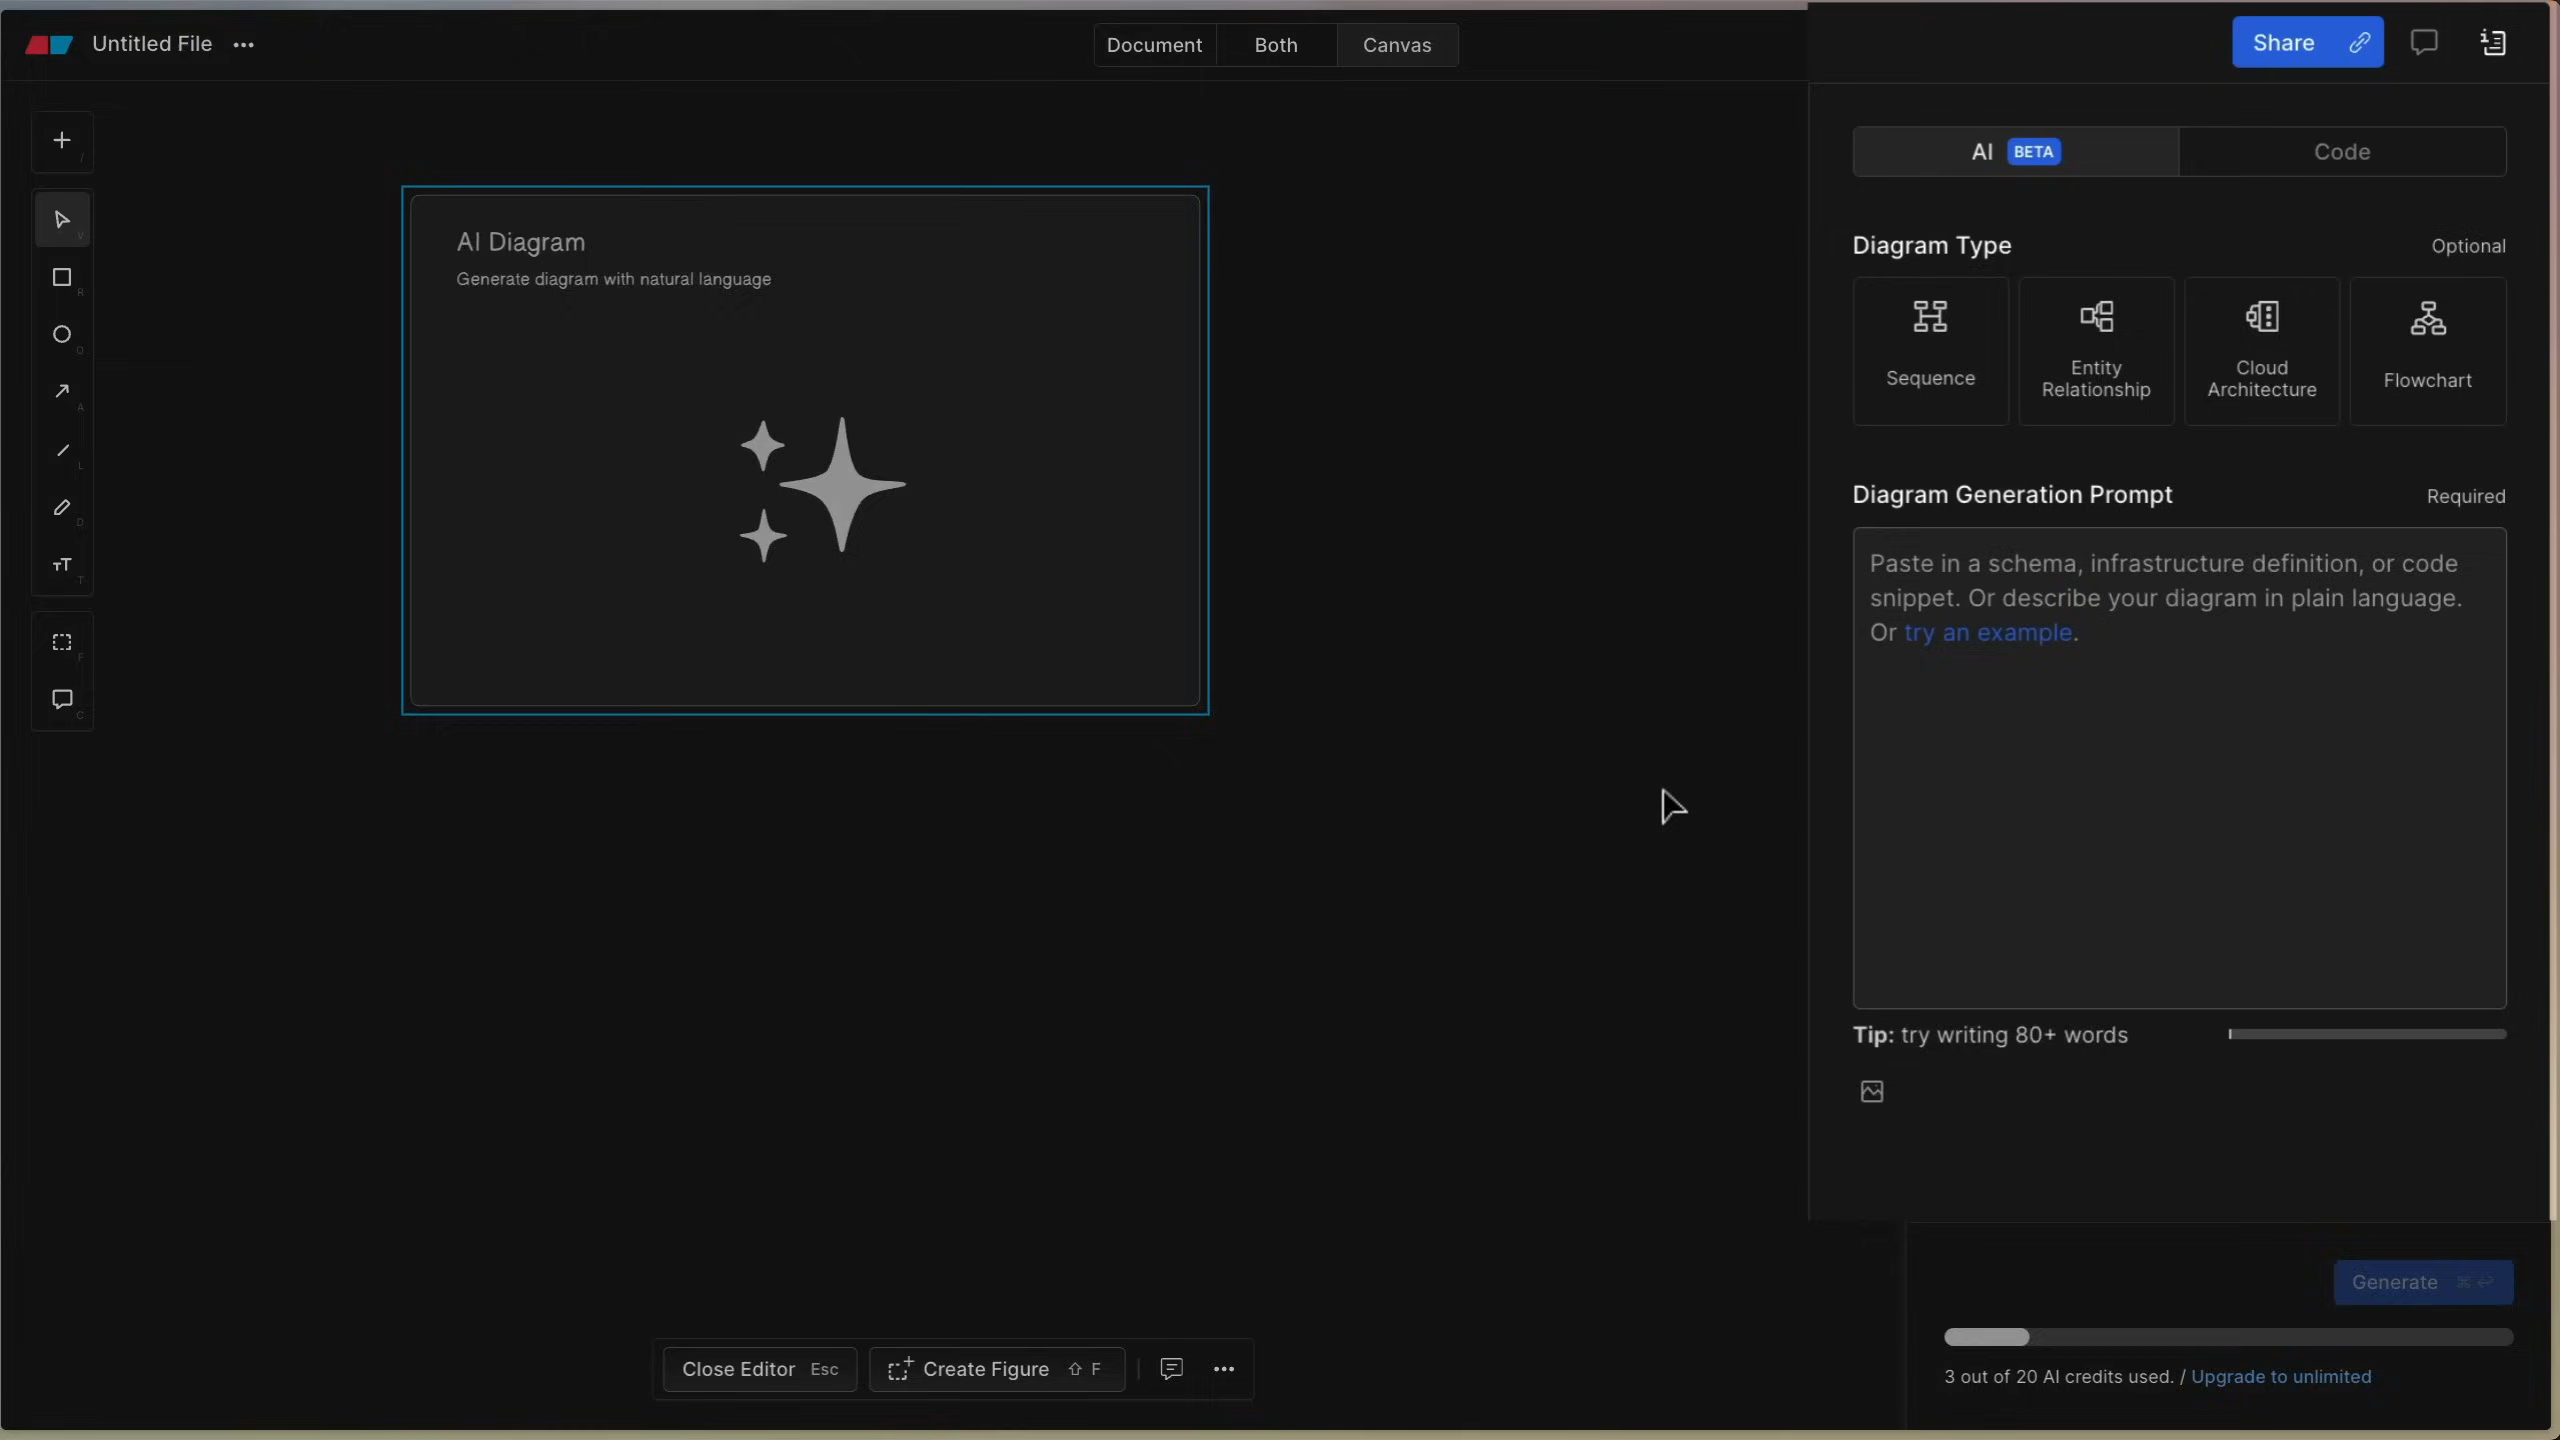 Untitled File
Document
Both
Canvas
Share
/
V
R
O
A
L
D
T
F
C
AI Diagram
Generate diagram with natural language
AI BETA
Code
Diagram Type
Optional
Sequence
Entity
Relationship
Cloud
Architecture
Flowchart
Diagram Generation Prompt
Required
Paste in a schema, infrastructure definition, or code
snippet. Or describe your diagram in plain language.
Or try an example.
Tip: try writing 80+ words
Generate ⌘ ↩
3 out of 20 AI credits used. / Upgrade to unlimited
Close Editor Esc
Create Figure ⇧ F